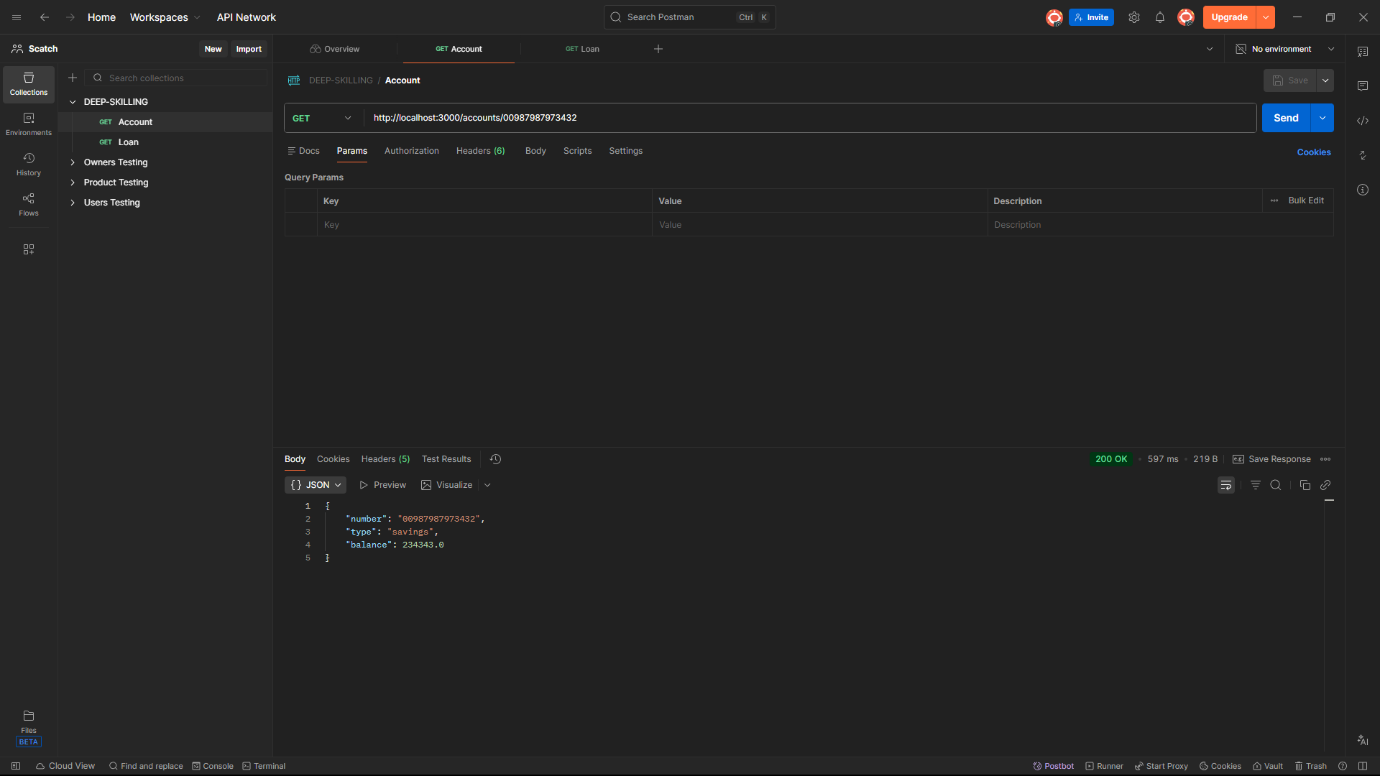 Home Workspaces API Network Search Postman Ctrl K Invite Upgrade
Scatch New Import Overview GET Account GET Loan No environment
Collections
Search collections
DEEP-SKILLING / Account Save
DEEP-SKILLING
GET Account
GET Loan
Owners Testing
Product Testing
Users Testing
Environments
History
Flows
GET http://localhost:3000/accounts/00987987973432 Send
Docs Params Authorization Headers (6) Body Scripts Settings Cookies
Query Params
Key Value Description Bulk Edit
Key Value Description
Body Cookies Headers (5) Test Results 200 OK 597 ms 219 B Save Response
{} JSON Preview Visualize
1 {
2 "number": "00987987973432",
3 "type": "savings",
4 "balance": 234343.0
5 }
Files
BETA
Cloud View Find and replace Console Terminal Postbot Runner Start Proxy Cookies Vault Trash